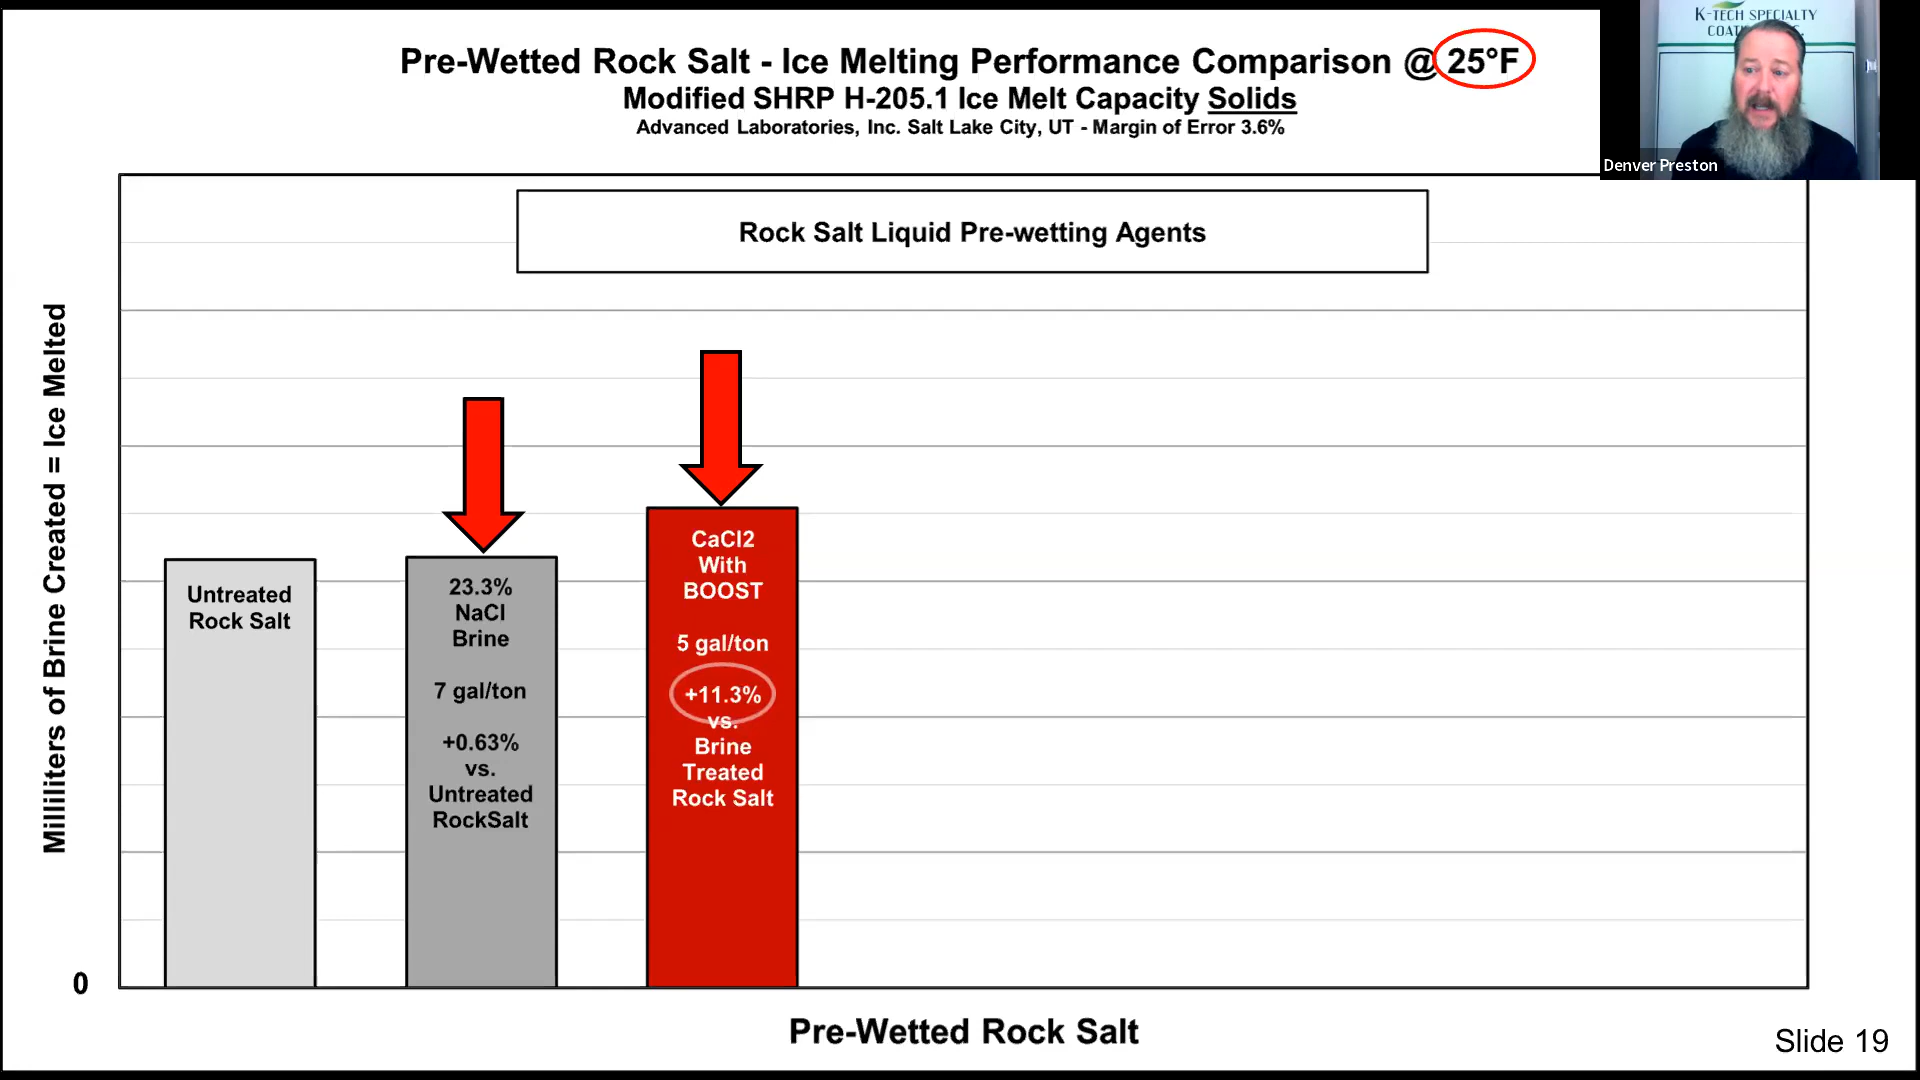 Pre-Wetted Rock Salt - Ice Melting Performance Comparison @ 25°F
Modified SHRP H-205.1 Ice Melt Capacity Solids
Advanced Laboratories, Inc. Salt Lake City, UT - Margin of Error 3.6%
K-TECH SPECIALTY
Denver Preston
Rock Salt Liquid Pre-wetting Agents
Milliliters of Brine Created = Ice Melted
Untreated
Rock Salt
23.3%
NaCl
Brine
7 gal/ton
+0.63%
vs.
Untreated
RockSalt
CaCl2
With
BOOST
5 gal/ton
+11.3%
vs.
Brine
Treated
Rock Salt
0
Pre-Wetted Rock Salt
Slide 19